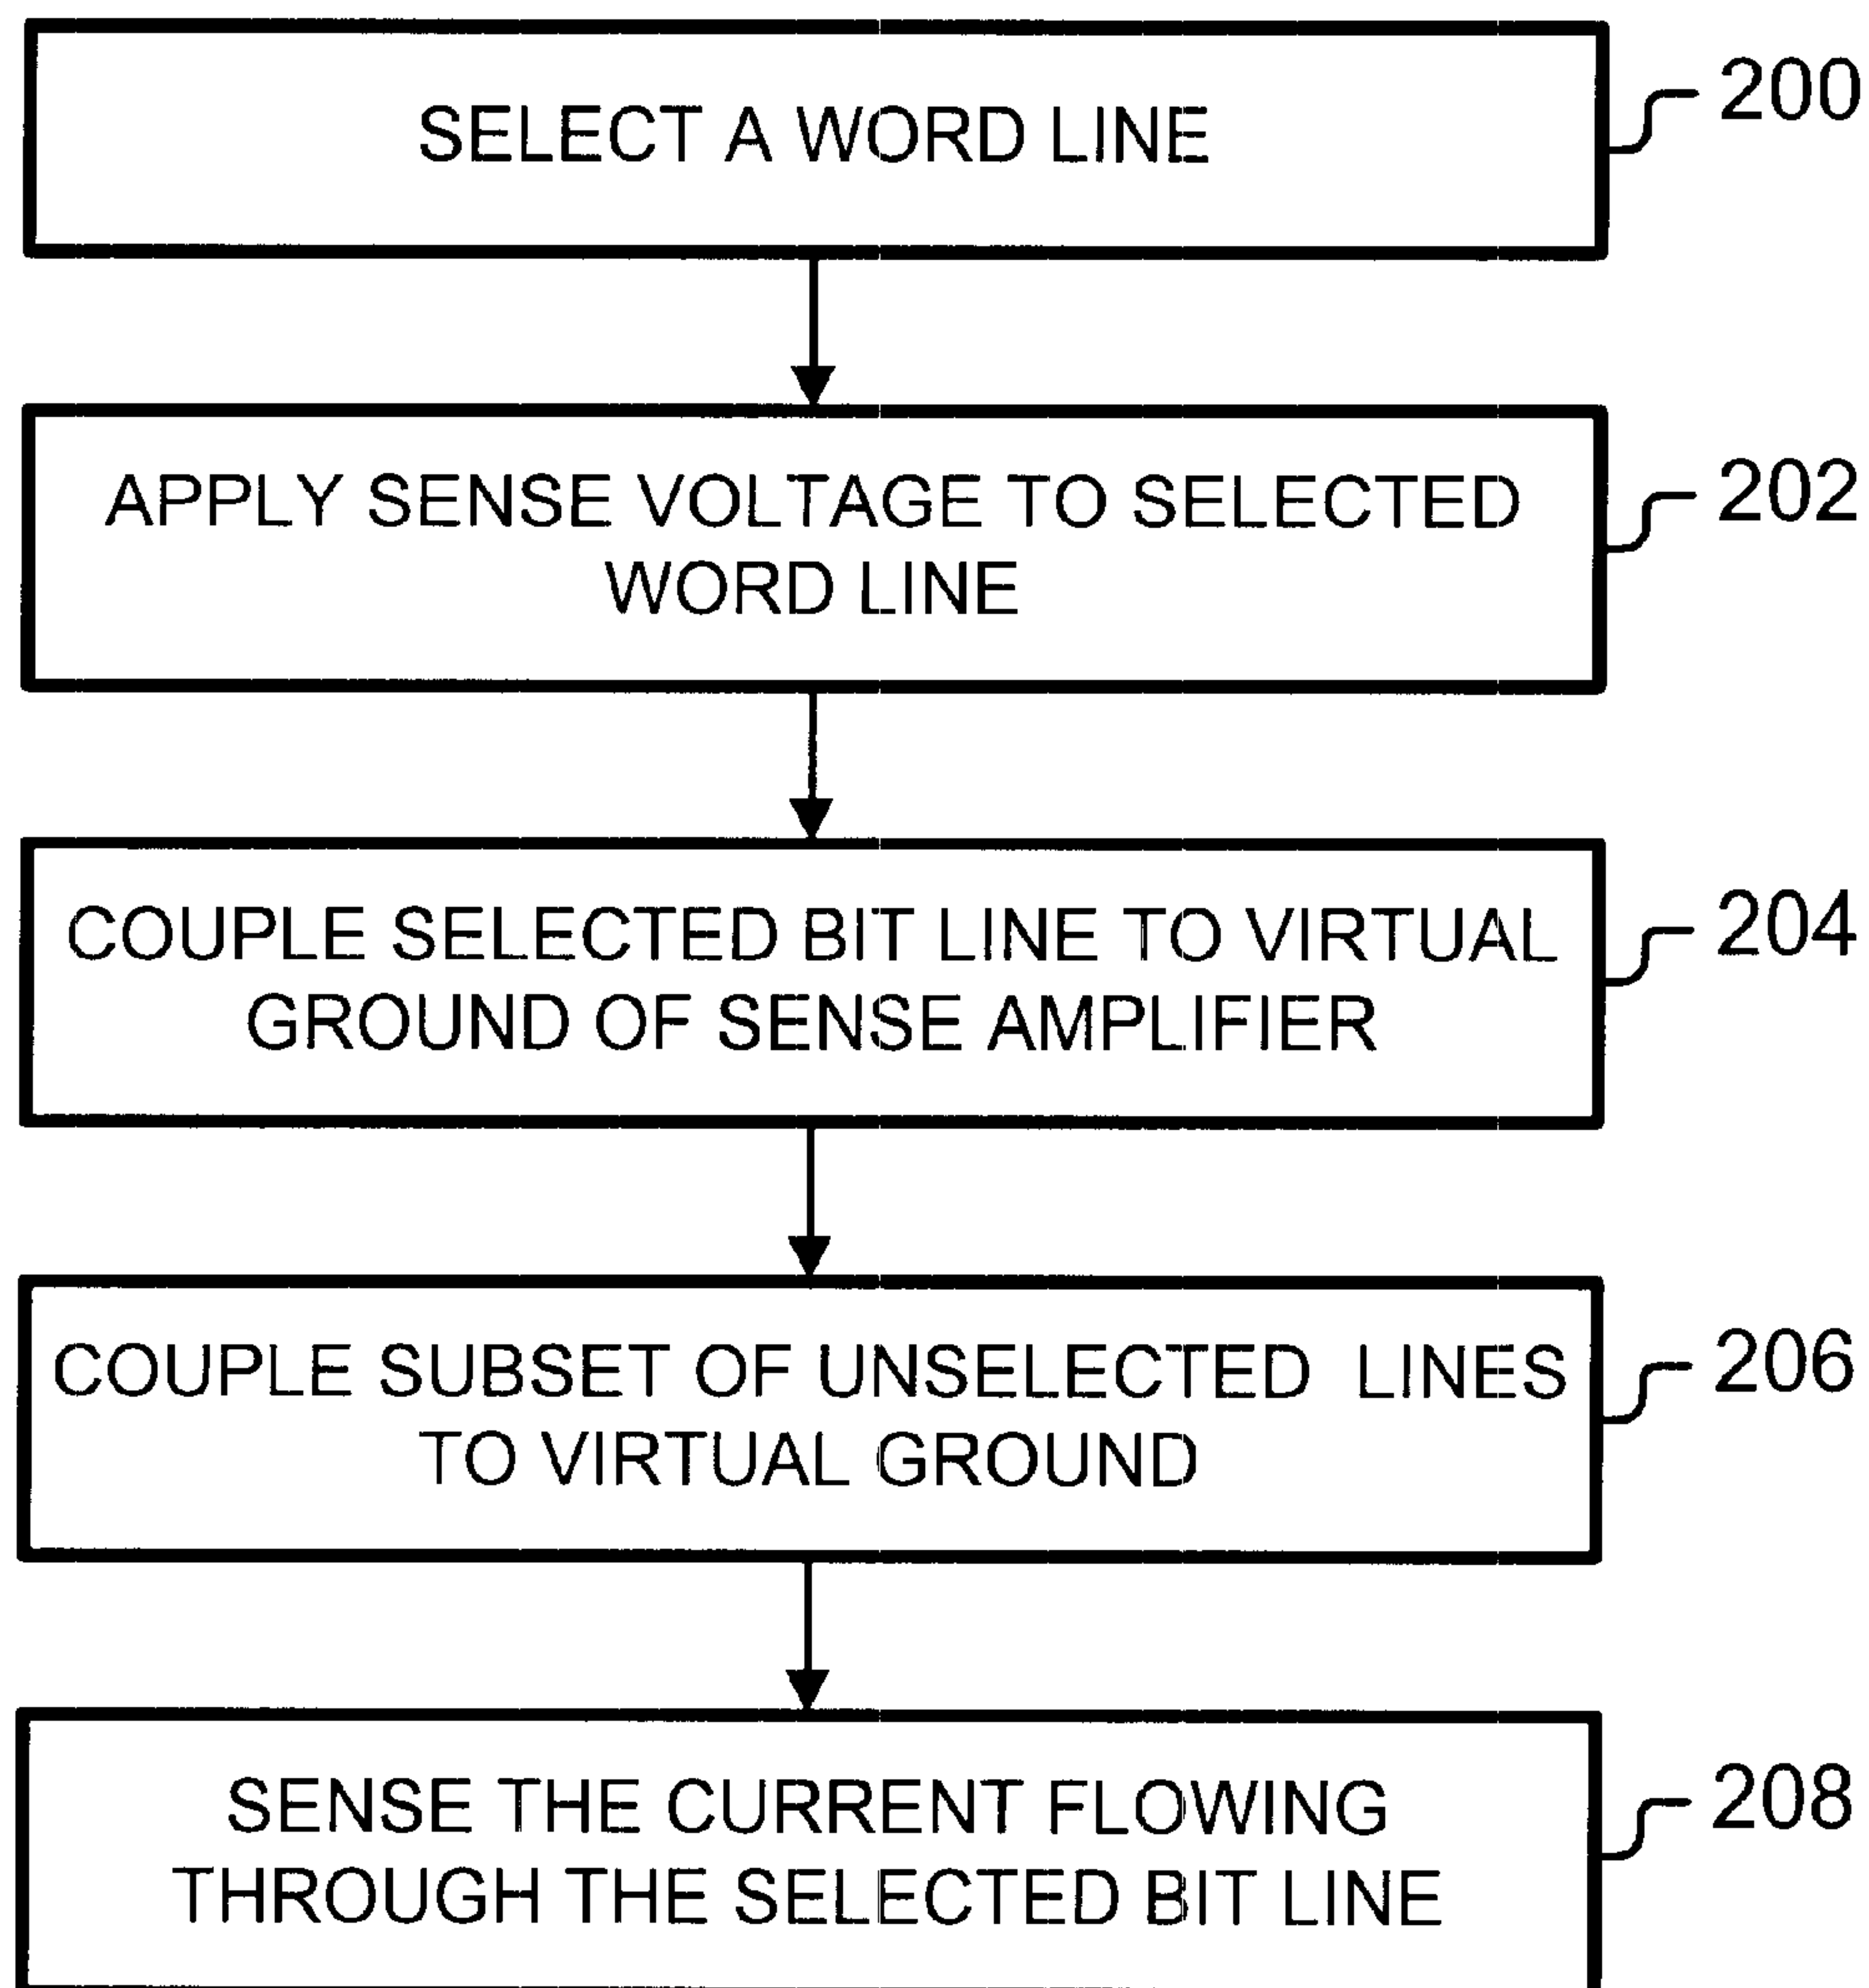 SELECT A WORD LINE
200
APPLY SENSE VOLTAGE TO SELECTED
WORD LINE
202
COUPLE SELECTED BIT LINE TO VIRTUAL
GROUND OF SENSE AMPLIFIER
204
COUPLE SUBSET OF UNSELECTED LINES
TO VIRTUAL GROUND
206
SENSE THE CURRENT FLOWING
THROUGH THE SELECTED BIT LINE
208